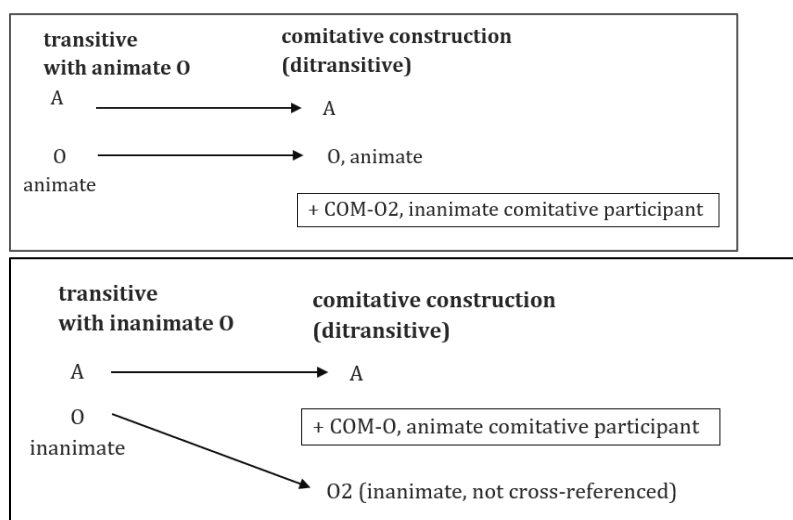 transitive
with animate O
comitative construction
(ditransitive)
A
A
O
animate
O, animate
+ COM-O2, inanimate comitative participant
transitive
with inanimate O
comitative construction
(ditransitive)
A
A
O
inanimate
+ COM-O, animate comitative participant
O2 (inanimate, not cross-referenced)